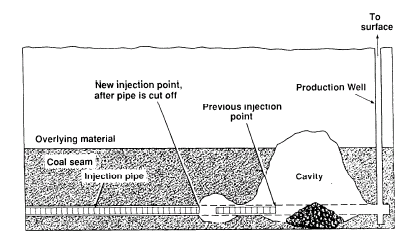 To
surface
Production Well
New injection point,
after pipe is cut off
Previous injection
point
Overlying material
Coal seam
Injection pipe
Cavity